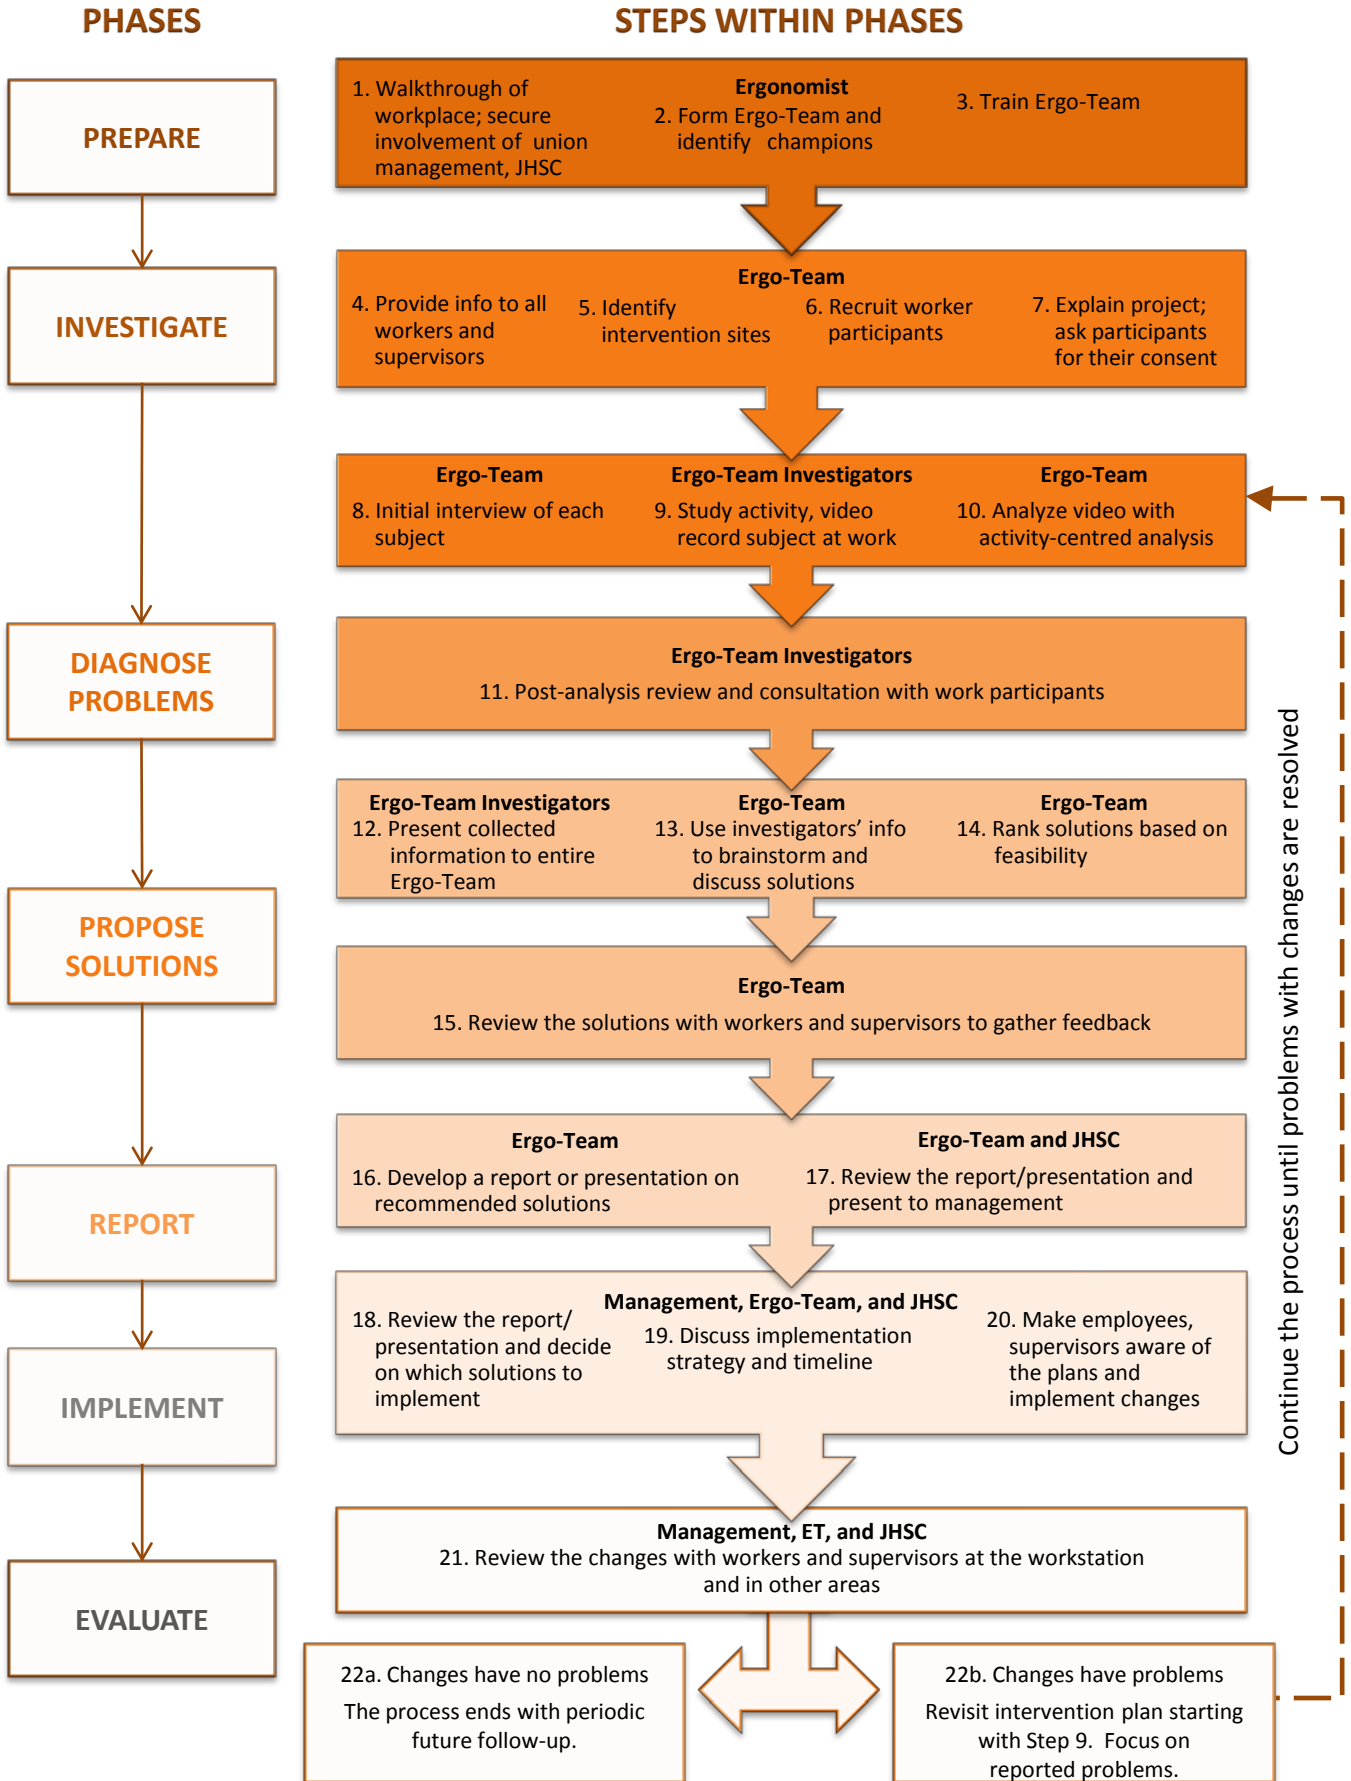 PHASES
STEPS WITHIN PHASES
PREPARE
1. Walkthrough of
workplace; secure
involvement of union
management, JHSC
Ergonomist
2. Form Ergo-Team and
identify champions
3. Train Ergo-Team
INVESTIGATE
Ergo-Team
4. Provide info to all
workers and
supervisors
5. Identify
intervention sites
6. Recruit worker
participants
7. Explain project;
ask participants
for their consent
Ergo-Team
8. Initial interview of each
subject
Ergo-Team Investigators
9. Study activity, video
record subject at work
Ergo-Team
10. Analyze video with
activity-centred analysis
DIAGNOSE
PROBLEMS
Ergo-Team Investigators
11. Post-analysis review and consultation with work participants
Ergo-Team Investigators
12. Present collected
information to entire
Ergo-Team
Ergo-Team
13. Use investigators’ info
to brainstorm and
discuss solutions
Ergo-Team
14. Rank solutions based on
feasibility
PROPOSE
SOLUTIONS
Ergo-Team
15. Review the solutions with workers and supervisors to gather feedback
REPORT
Ergo-Team
16. Develop a report or presentation on
recommended solutions
Ergo-Team and JHSC
17. Review the report/presentation and
present to management
IMPLEMENT
Management, Ergo-Team, and JHSC
18. Review the report/
presentation and decide
on which solutions to
implement
19. Discuss implementation
strategy and timeline
20. Make employees,
supervisors aware of
the plans and
implement changes
EVALUATE
Management, ET, and JHSC
21. Review the changes with workers and supervisors at the workstation
and in other areas
22a. Changes have no problems
The process ends with periodic
future follow-up.
22b. Changes have problems
Revisit intervention plan starting
with Step 9. Focus on
reported problems.
Continue the process until problems with changes are resolved